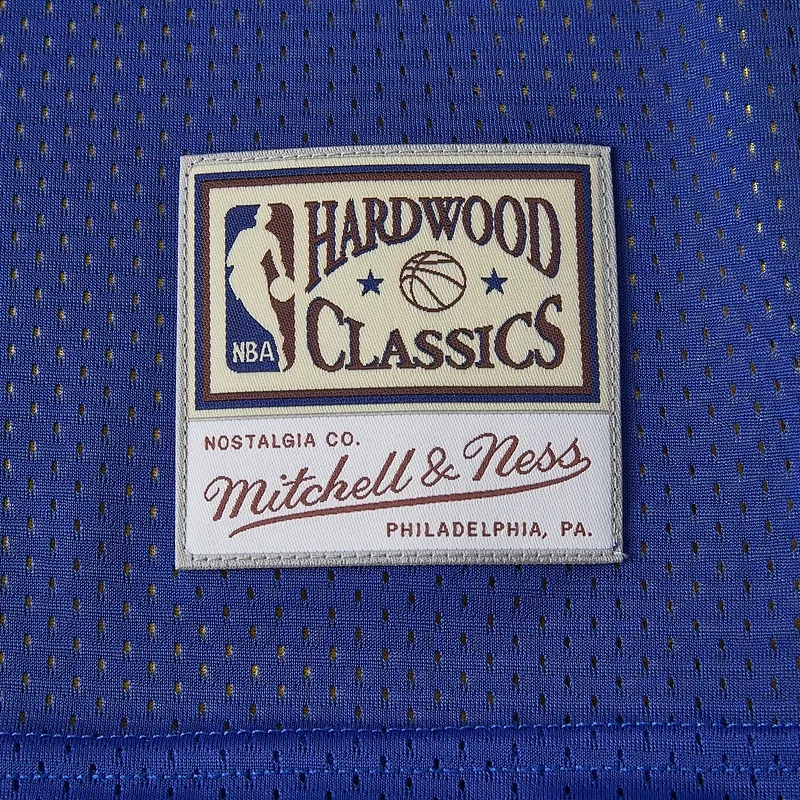 HARDWOOD
CLASSICS
NBA
NOSTALGIA CO.
Mitchell & Ness
PHILADELPHIA, PA.